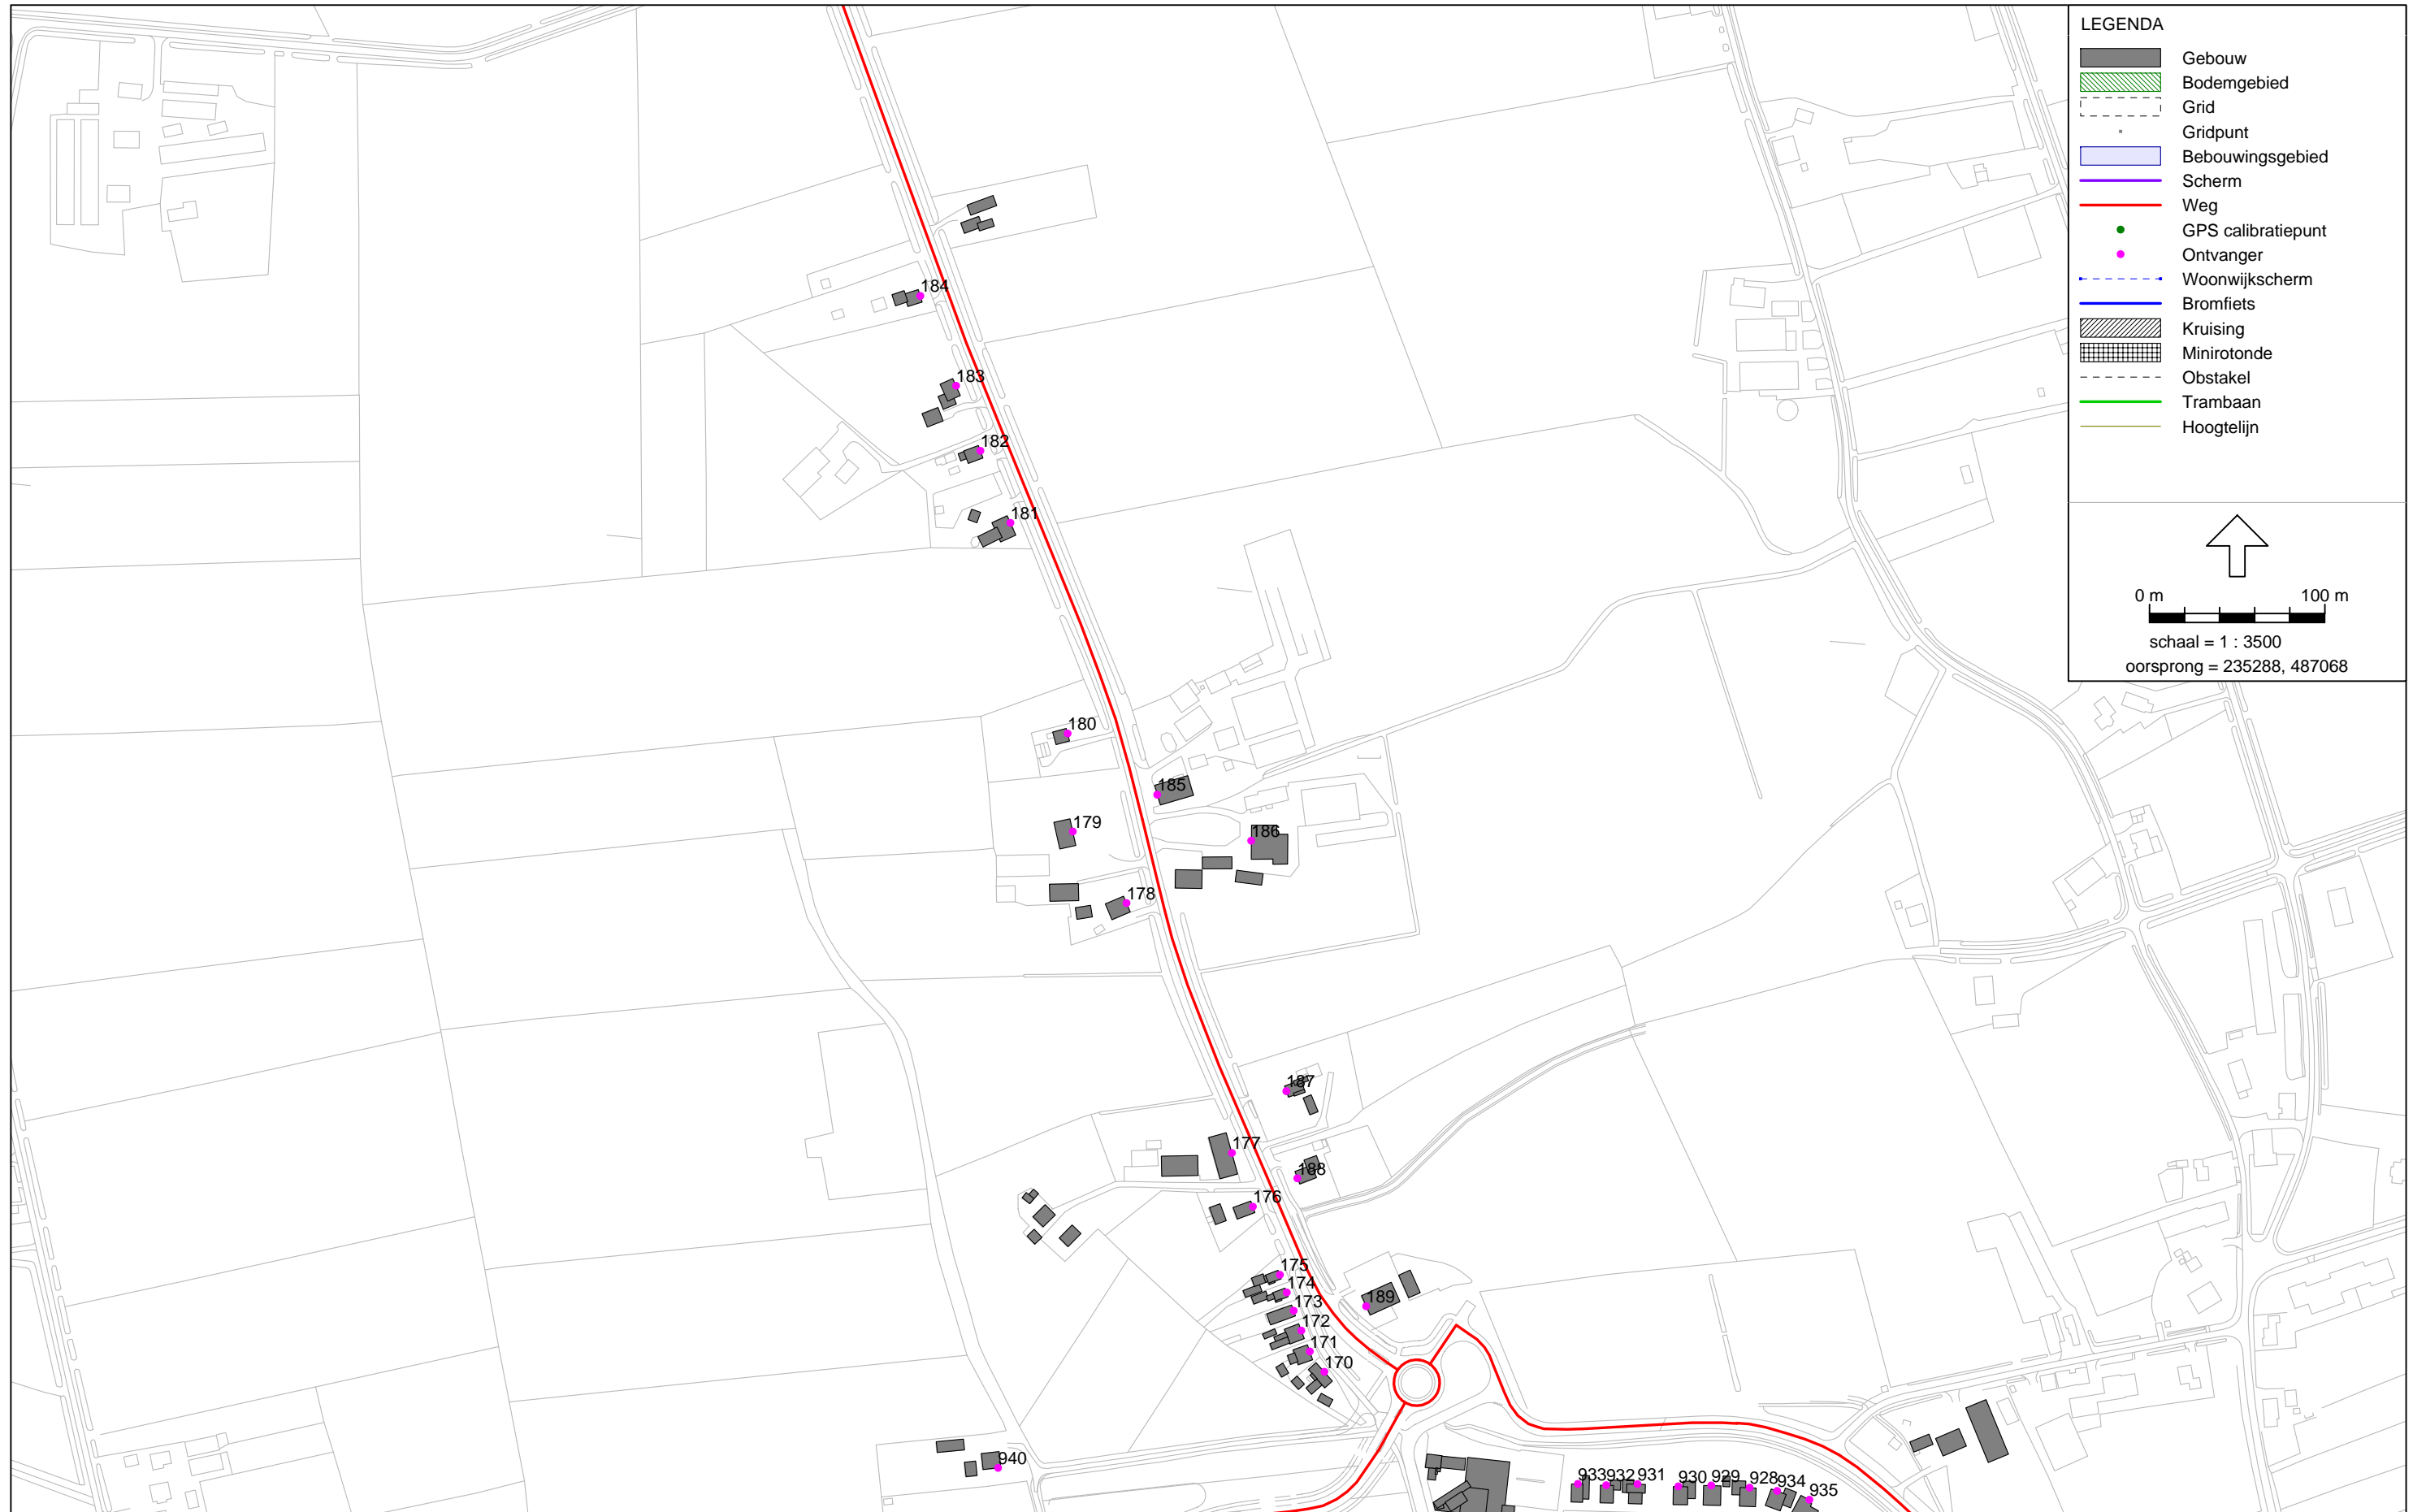 LEGENDA
Gebouw
Bodemgebied
Grid
Gridpunt
Bebouwingsgebied
Scherm
Weg
GPS calibratiepunt
Ontvanger
Woonwijkscherm
Bromfiets
Kruising
Minirotonde
Obstakel
Trambaan
Hoogtelijn
0 m 100 m
schaal = 1 : 3500
oorsprong = 235288, 487068
184
183
182
181
180
185
179
186
178
187
177
188
176
175
174
189
173
172
171
170
940
933 932 931 930 929 928 934 935